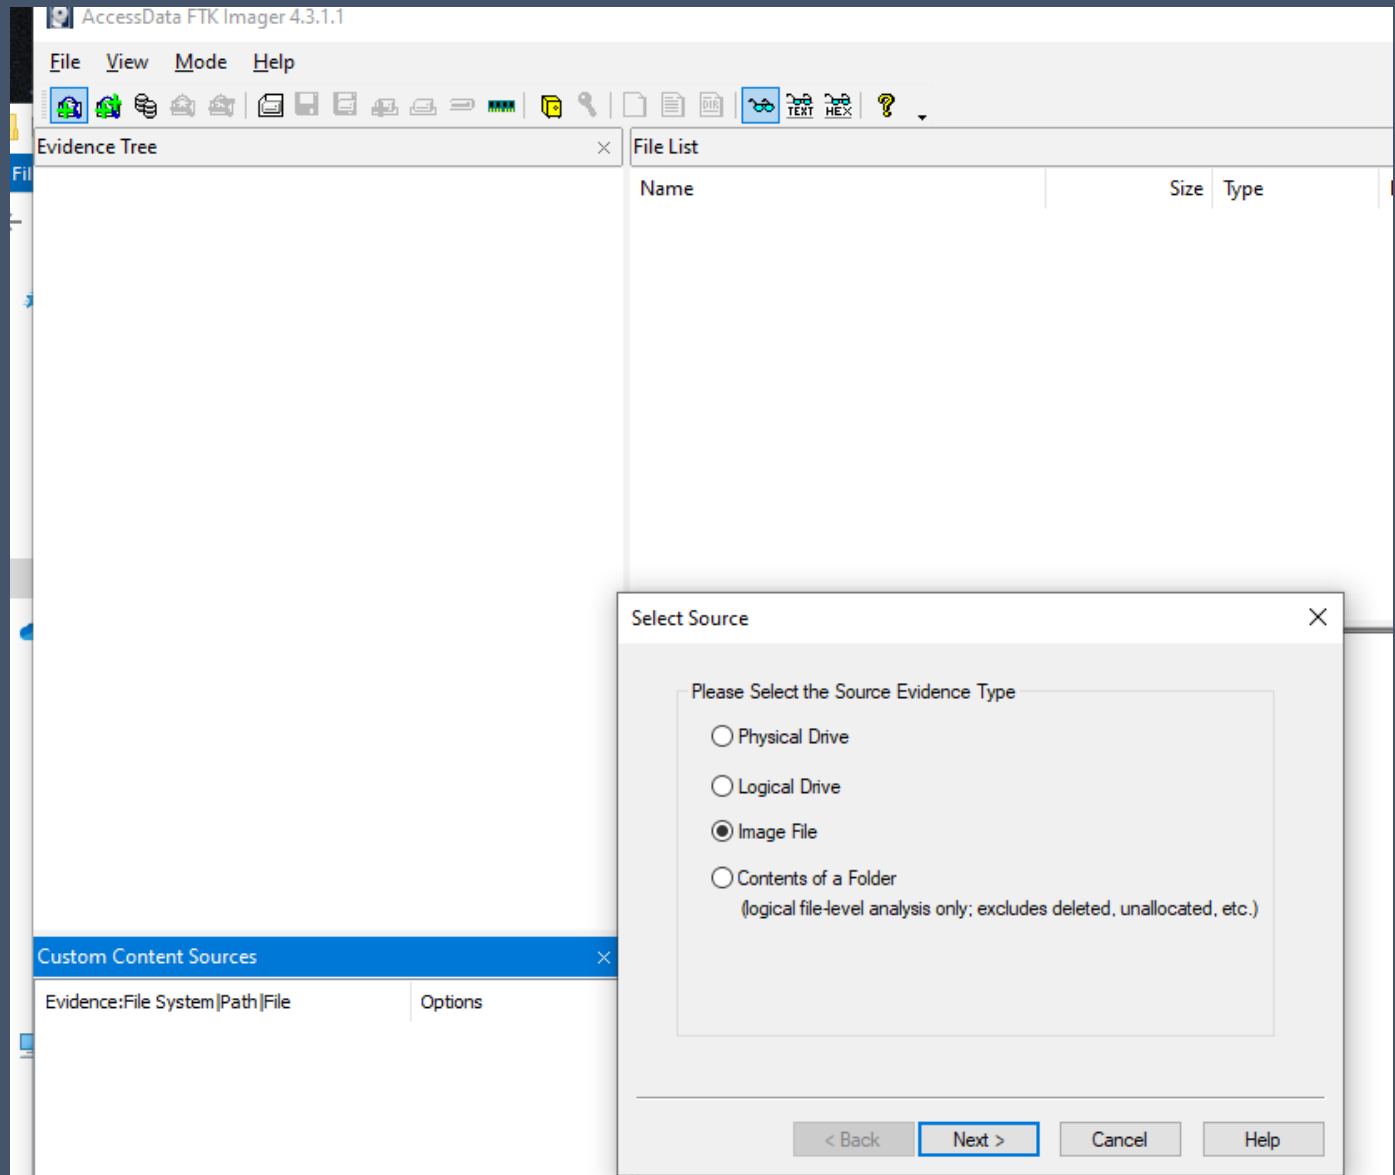 AccessData FTK Imager 4.3.1.1
File View Mode Help
TEXT HEX
DIR
Evidence Tree
File List
Fil
Name Size Type
Select Source
Please Select the Source Evidence Type
Physical Drive
Logical Drive
Image File
Contents of a Folder
(logical file-level analysis only; excludes deleted, unallocated, etc.)
Custom Content Sources
Evidence:File System|Path|File Options
< Back Next > Cancel Help